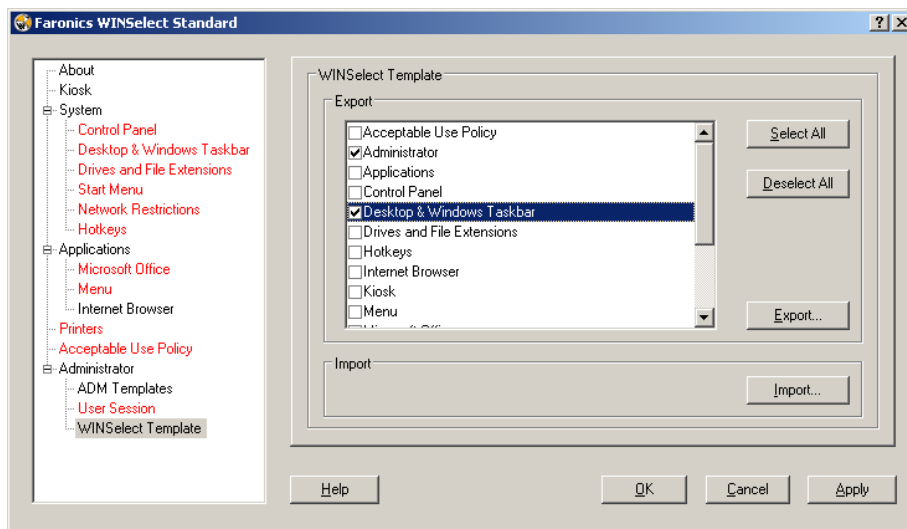 Faronics WINSelect Standard
About
Kiosk
System
Control Panel
Desktop & Windows Taskbar
Drives and File Extensions
Start Menu
Network Restrictions
Hotkeys
Applications
Microsoft Office
Menu
Internet Browser
Printers
Acceptable Use Policy
Administrator
ADM Templates
User Session
WINSelect Template
WINSelect Template
Export
Acceptable Use Policy
Administrator
Applications
Control Panel
Desktop & Windows Taskbar
Drives and File Extensions
Hotkeys
Internet Browser
Kiosk
Menu
Select All
Deselect All
Export...
Import
Import...
Help
OK
Cancel
Apply